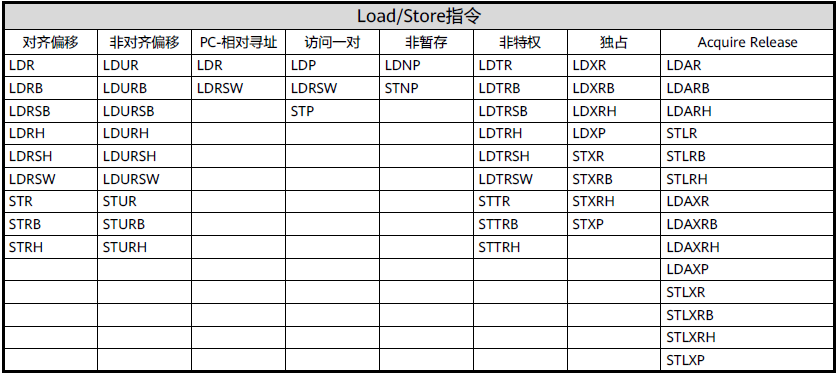 Load/Store指令
对齐偏移 非对齐偏移 PC-相对寻址 访问一对 非暂存 非特权 独占 Acquire Release
LDR LDUR LDR LDP LDNP LDTR LDXR LDAR
LDRB LDURB LDRSW LDRSW STNP LDTRB LDXRB LDARB
LDRSB LDURSB STP LDTRSB LDXRH LDARH
LDRH LDURH LDTRH LDXP STLR
LDRSH LDURSH LDTRSH STXR STLRB
LDRSW LDURSW LDTRSW STXRB STLRH
STR STUR STTR STXRH LDAXR
STRB STURB STTRB STXP LDAXRB
STRH STURH STTRH LDAXRH
LDAXP
STLXR
STLXRB
STLXRH
STLXP